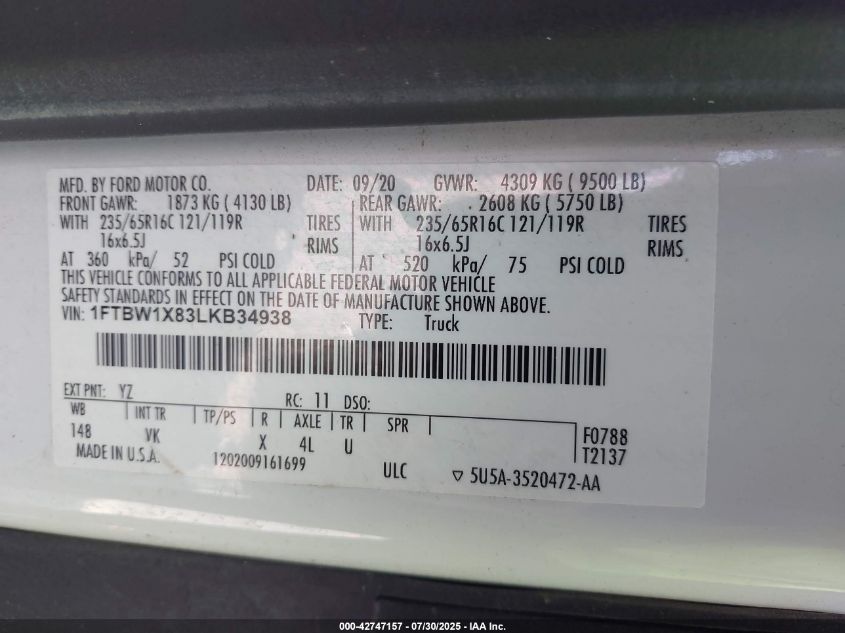 MFD. BY FORD MOTOR CO. DATE: 09/20 GVWR: 4309 KG ( 9500 LB)
FRONT GAWR: 1873 KG ( 4130 LB) REAR GAWR: 2608 KG ( 5750 LB)
WITH 235/65R16C 121/119R TIRES WITH 235/65R16C 121/119R TIRES
16x6.5J RIMS 16x6.5J RIMS
AT 360 kPa/ 52 PSI COLD AT 520 kPa/ 75 PSI COLD
THIS VEHICLE CONFORMS TO ALL APPLICABLE FEDERAL MOTOR VEHICLE
SAFETY STANDARDS IN EFFECT ON THE DATE OF MANUFACTURE SHOWN ABOVE.
VIN: 1FTBW1X83LKB34938 TYPE: Truck
EXT PNT: YZ RC: 11 DSO:
WB INT TR TP/PS R AXLE TR SPR F0788
148 VK X 4L U T2137
MADE IN U.S.A. 1202009161699 ULC ▽ 5U5A-3520472-AA
000-42747157 - 07/30/2025 - IAA Inc.